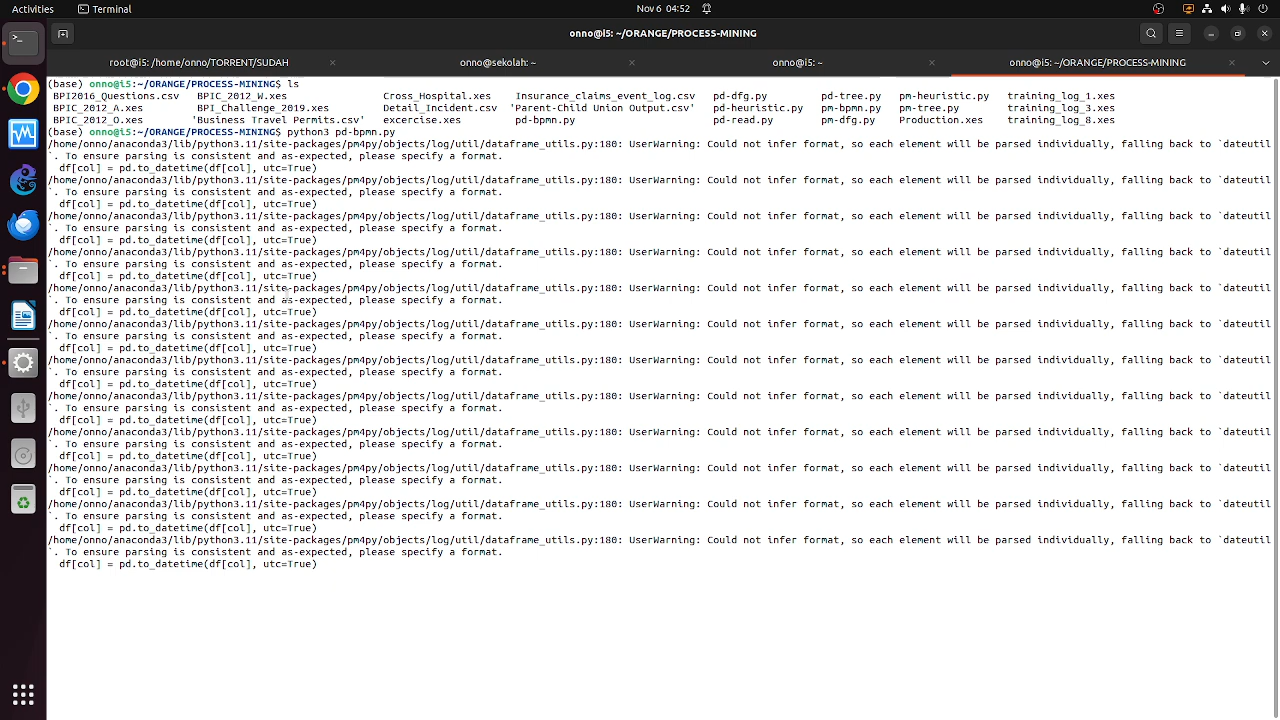 Activities Terminal Nov 6 04:52
onno@i5: ~/ORANGE/PROCESS-MINING
root@i5: /home/onno/TORRENT/SUDAH × onno@sekolah: ~ × onno@i5: ~ × onno@i5: ~/ORANGE/PROCESS-MINING ×
(base) onno@i5:~/ORANGE/PROCESS-MINING$ ls
BPI2016_Questions.csv BPIC_2012_W.xes Cross_Hospital.xes Insurance_claims_event_log.csv pd-dfg.py pd-tree.py pm-heuristic.py training_log_1.xes
BPIC_2012_A.xes BPI_Challenge_2019.xes Detail_Incident.csv 'Parent-Child Union Output.csv' pd-heuristic.py pm-bpmn.py pm-tree.py training_log_3.xes
BPIC_2012_O.xes 'Business Travel Permits.csv' excercise.xes pd-bpmn.py pd-read.py pm-dfg.py Production.xes training_log_8.xes
(base) onno@i5:~/ORANGE/PROCESS-MINING$ python3 pd-bpmn.py
/home/onno/anaconda3/lib/python3.11/site-packages/pm4py/objects/log/util/dataframe_utils.py:180: UserWarning: Could not infer format, so each element will be parsed individually, falling back to `dateutil
`. To ensure parsing is consistent and as-expected, please specify a format.
df[col] = pd.to_datetime(df[col], utc=True)
/home/onno/anaconda3/lib/python3.11/site-packages/pm4py/objects/log/util/dataframe_utils.py:180: UserWarning: Could not infer format, so each element will be parsed individually, falling back to `dateutil
`. To ensure parsing is consistent and as-expected, please specify a format.
df[col] = pd.to_datetime(df[col], utc=True)
/home/onno/anaconda3/lib/python3.11/site-packages/pm4py/objects/log/util/dataframe_utils.py:180: UserWarning: Could not infer format, so each element will be parsed individually, falling back to `dateutil
`. To ensure parsing is consistent and as-expected, please specify a format.
df[col] = pd.to_datetime(df[col], utc=True)
/home/onno/anaconda3/lib/python3.11/site-packages/pm4py/objects/log/util/dataframe_utils.py:180: UserWarning: Could not infer format, so each element will be parsed individually, falling back to `dateutil
`. To ensure parsing is consistent and as-expected, please specify a format.
df[col] = pd.to_datetime(df[col], utc=True)
/home/onno/anaconda3/lib/python3.11/site-packages/pm4py/objects/log/util/dataframe_utils.py:180: UserWarning: Could not infer format, so each element will be parsed individually, falling back to `dateutil
`. To ensure parsing is consistent and as-expected, please specify a format.
df[col] = pd.to_datetime(df[col], utc=True)
/home/onno/anaconda3/lib/python3.11/site-packages/pm4py/objects/log/util/dataframe_utils.py:180: UserWarning: Could not infer format, so each element will be parsed individually, falling back to `dateutil
`. To ensure parsing is consistent and as-expected, please specify a format.
df[col] = pd.to_datetime(df[col], utc=True)
/home/onno/anaconda3/lib/python3.11/site-packages/pm4py/objects/log/util/dataframe_utils.py:180: UserWarning: Could not infer format, so each element will be parsed individually, falling back to `dateutil
`. To ensure parsing is consistent and as-expected, please specify a format.
df[col] = pd.to_datetime(df[col], utc=True)
/home/onno/anaconda3/lib/python3.11/site-packages/pm4py/objects/log/util/dataframe_utils.py:180: UserWarning: Could not infer format, so each element will be parsed individually, falling back to `dateutil
`. To ensure parsing is consistent and as-expected, please specify a format.
df[col] = pd.to_datetime(df[col], utc=True)
/home/onno/anaconda3/lib/python3.11/site-packages/pm4py/objects/log/util/dataframe_utils.py:180: UserWarning: Could not infer format, so each element will be parsed individually, falling back to `dateutil
`. To ensure parsing is consistent and as-expected, please specify a format.
df[col] = pd.to_datetime(df[col], utc=True)
/home/onno/anaconda3/lib/python3.11/site-packages/pm4py/objects/log/util/dataframe_utils.py:180: UserWarning: Could not infer format, so each element will be parsed individually, falling back to `dateutil
`. To ensure parsing is consistent and as-expected, please specify a format.
df[col] = pd.to_datetime(df[col], utc=True)
/home/onno/anaconda3/lib/python3.11/site-packages/pm4py/objects/log/util/dataframe_utils.py:180: UserWarning: Could not infer format, so each element will be parsed individually, falling back to `dateutil
`. To ensure parsing is consistent and as-expected, please specify a format.
df[col] = pd.to_datetime(df[col], utc=True)
/home/onno/anaconda3/lib/python3.11/site-packages/pm4py/objects/log/util/dataframe_utils.py:180: UserWarning: Could not infer format, so each element will be parsed individually, falling back to `dateutil
`. To ensure parsing is consistent and as-expected, please specify a format.
df[col] = pd.to_datetime(df[col], utc=True)